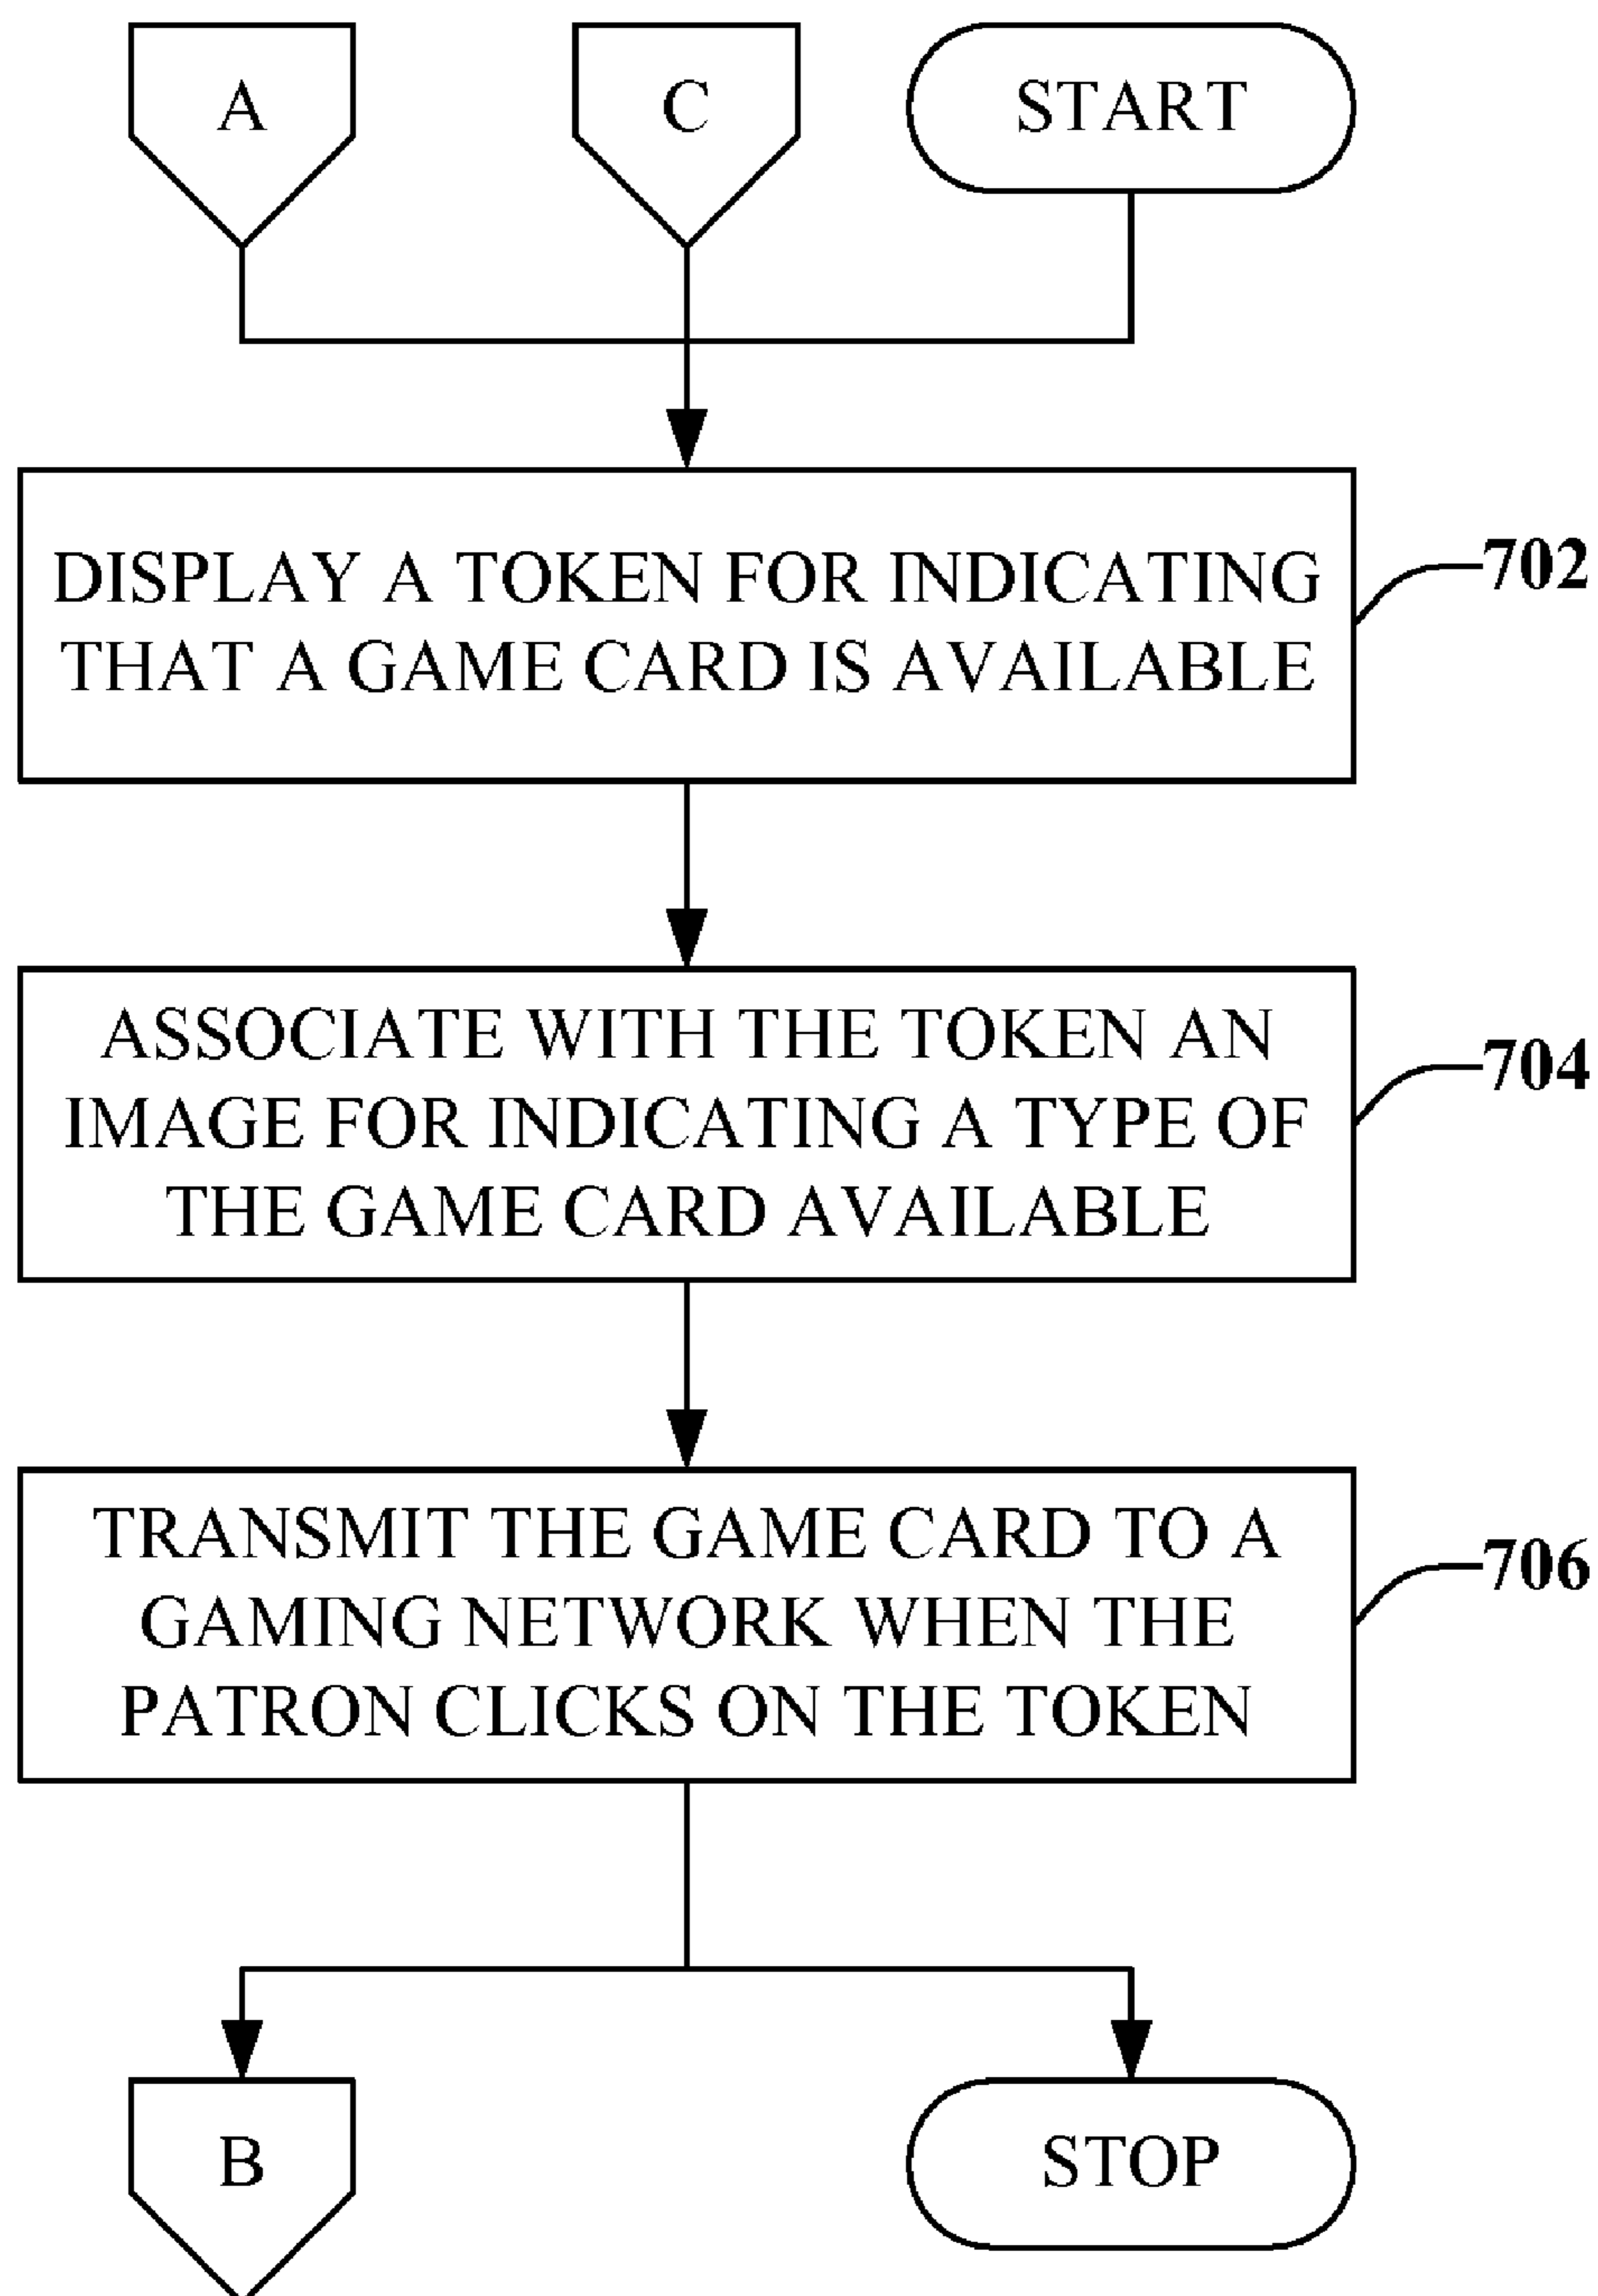 A
C
START
DISPLAY A TOKEN FOR INDICATING
THAT A GAME CARD IS AVAILABLE
702
ASSOCIATE WITH THE TOKEN AN
IMAGE FOR INDICATING A TYPE OF
THE GAME CARD AVAILABLE
704
TRANSMIT THE GAME CARD TO A
GAMING NETWORK WHEN THE
PATRON CLICKS ON THE TOKEN
706
B
STOP